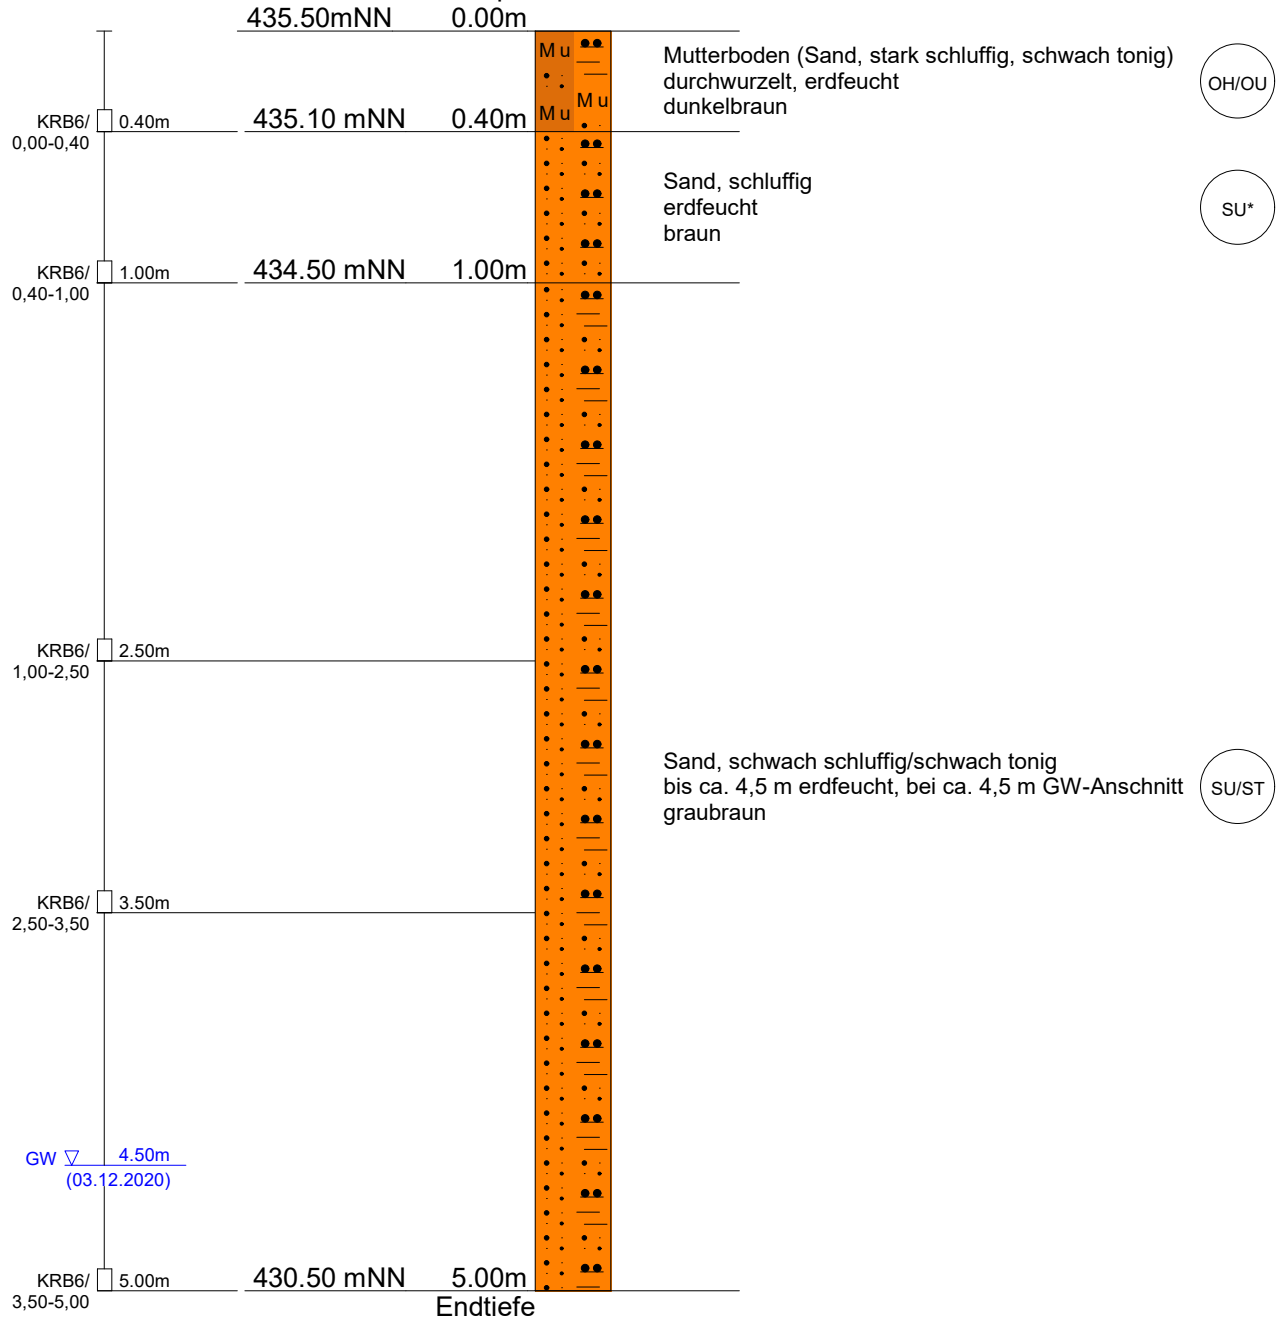 435.50mNN 0.00m
M u
Mutterboden (Sand, stark schluffig, schwach tonig)
durchwurzelt, erdfeucht
dunkelbraun
OH/OU
M u
M u
KRB6/ 0.40m
0,00-0,40
435.10 mNN 0.40m
Sand, schluffig
erdfeucht
braun
SU*
KRB6/ 1.00m
0,40-1,00
434.50 mNN 1.00m
KRB6/ 2.50m
1,00-2,50
Sand, schwach schluffig/schwach tonig
bis ca. 4,5 m erdfeucht, bei ca. 4,5 m GW-Anschnitt
graubraun
SU/ST
KRB6/ 3.50m
2,50-3,50
GW 4.50m
(03.12.2020)
KRB6/ 5.00m
3,50-5,00
430.50 mNN 5.00m
Endtiefe